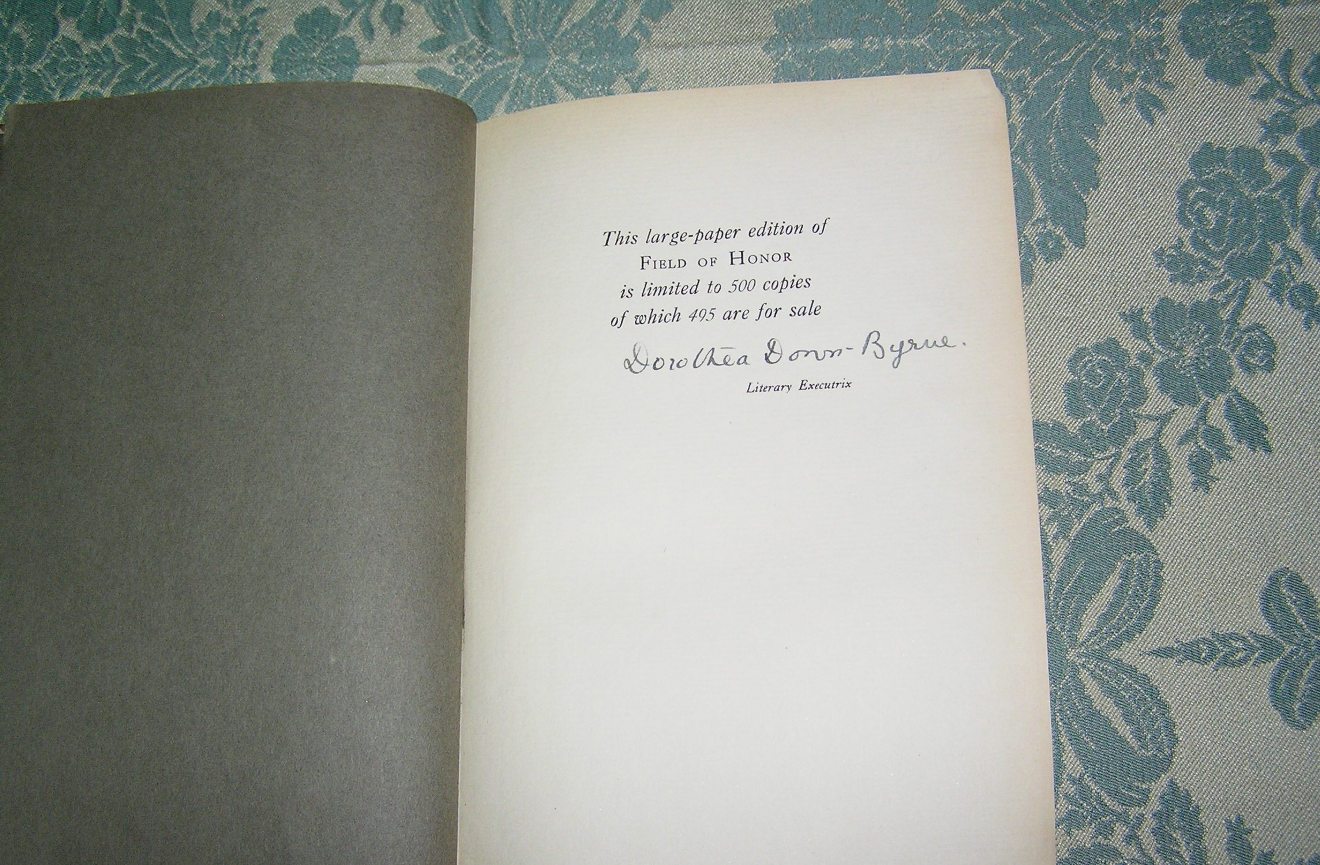 This large-paper edition of
FIELD OF HONOR
is limited to 500 copies
of which 495 are for sale
Dorothea Donn-Byrne.
Literary Executrix